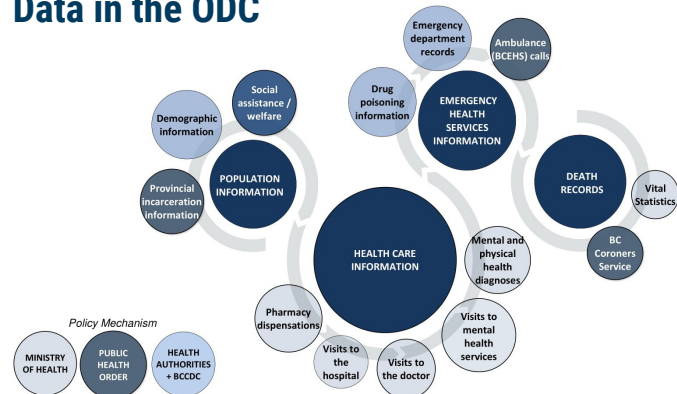 Data in the ODC
Emergency
department
records
Ambulance
(BCEHS) calls
Drug
poisoning
information
EMERGENCY
HEALTH
SERVICES
INFORMATION
Social
assistance /
welfare
Demographic
information
Provincial
incarceration
information
POPULATION
INFORMATION
DEATH
RECORDS
Vital
Statistics
BC
Coroners
Service
HEALTH CARE
INFORMATION
Mental and
physical
health
diagnoses
Pharmacy
dispensations
Visits to
the
hospital
Visits to
the doctor
Visits to
mental
health
services
Policy Mechanism
MINISTRY
OF HEALTH
PUBLIC
HEALTH
ORDER
HEALTH
AUTHORITIES
+ BCCDC